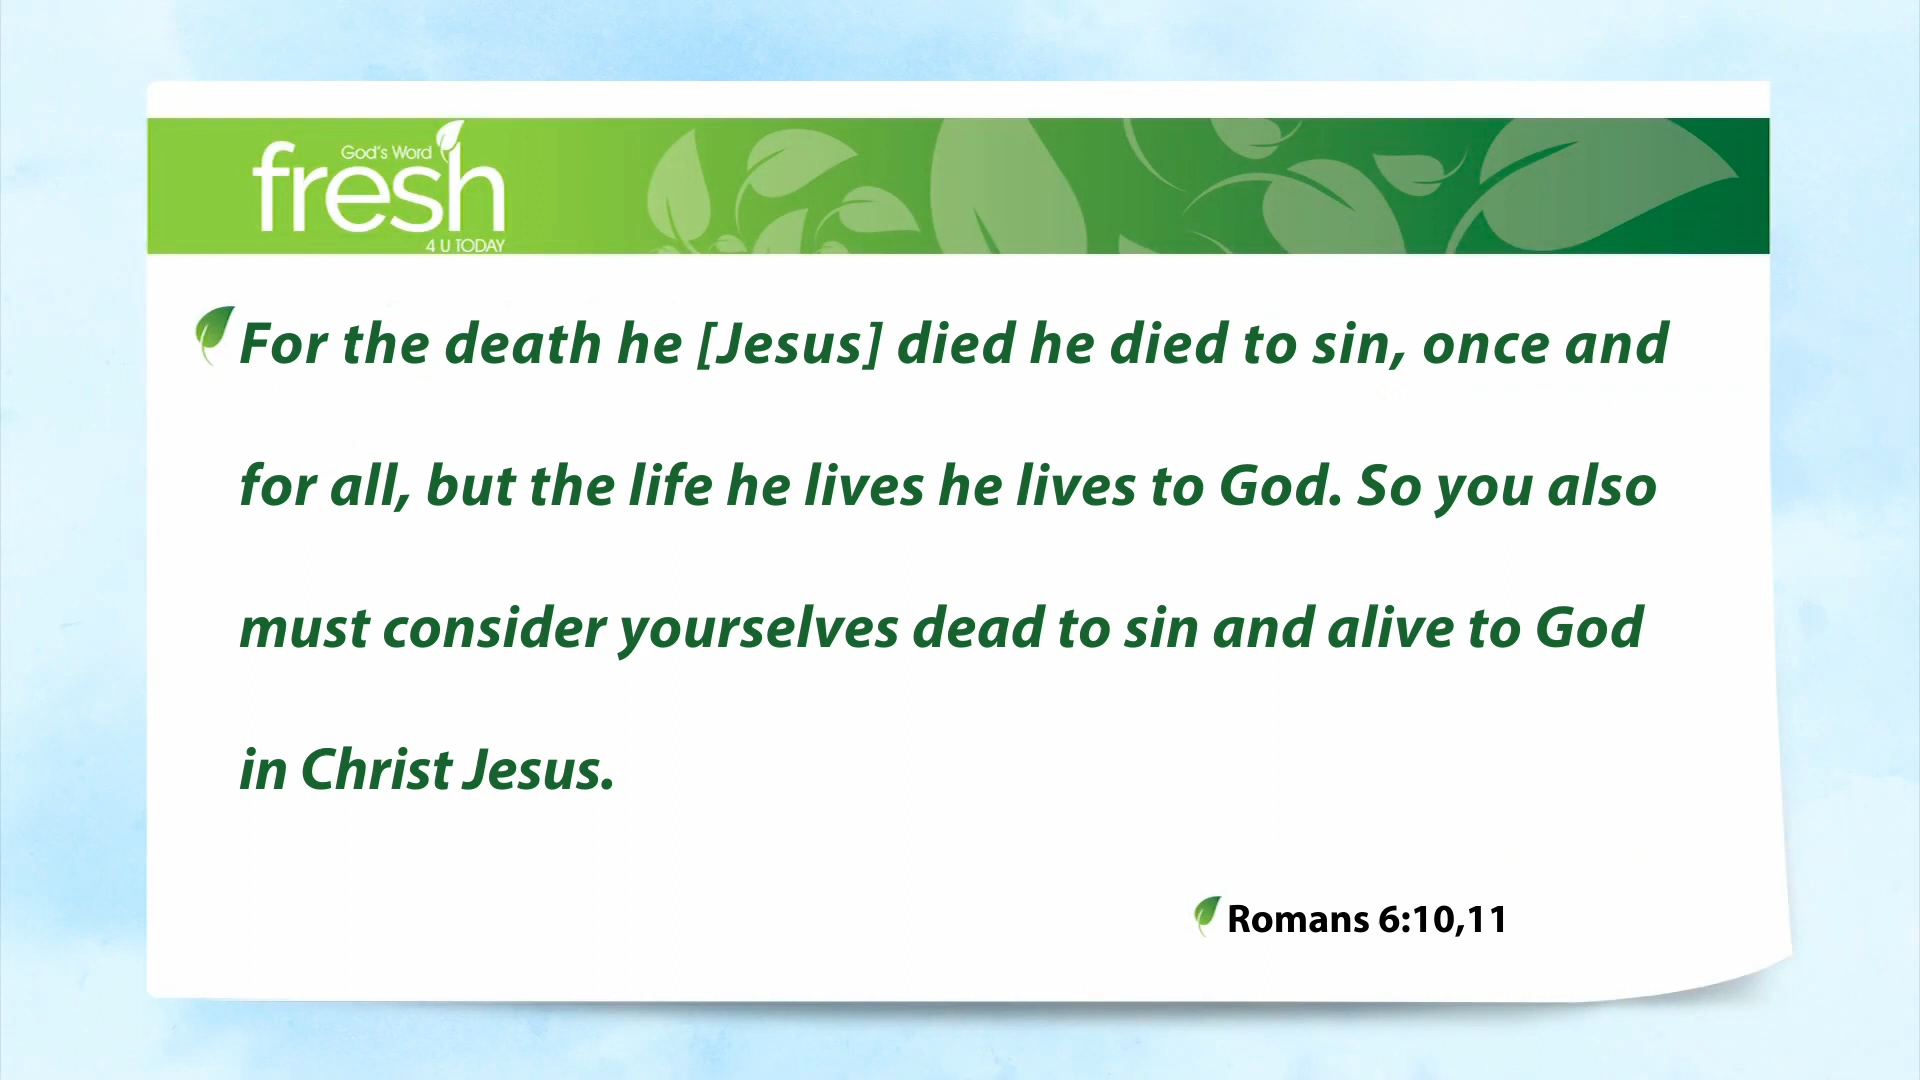 God's Word
fresh
4 U TODAY
For the death he [Jesus] died he died to sin, once and
for all, but the life he lives he lives to God. So you also
must consider yourselves dead to sin and alive to God
in Christ Jesus.
Romans 6:10,11